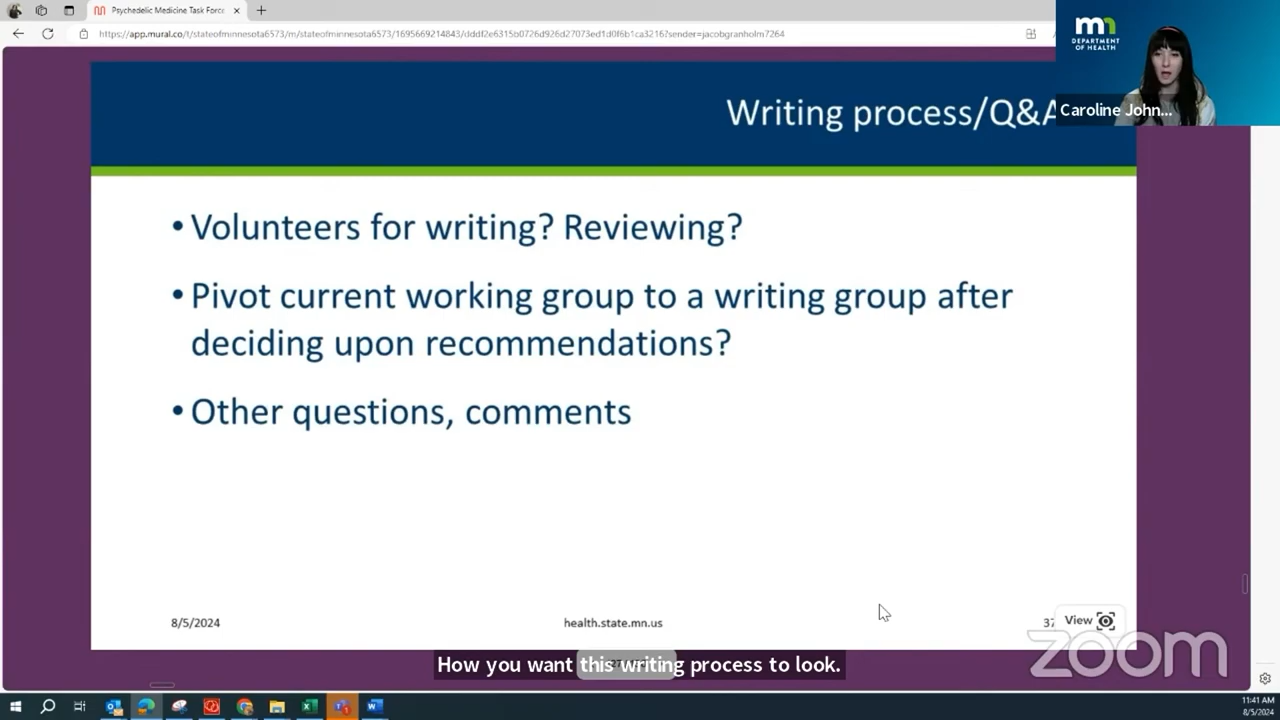 Psychedelic Medicine Task Force
https://app.mural.co/t/stateofminnesota6573/m/stateofminnesota6573/1695669214843/dddf2e6315b0726d926d27073ed1d0f6b1ca3216?sender=jacobgranholm7264
mn
DEPARTMENT
OF HEALTH
Caroline John...
Writing process/Q&A
• Volunteers for writing? Reviewing?
• Pivot current working group to a writing group after
deciding upon recommendations?
• Other questions, comments
8/5/2024
health.state.mn.us
37
View
zoom
How you want this writing process to look.
11:41 AM
8/5/2024